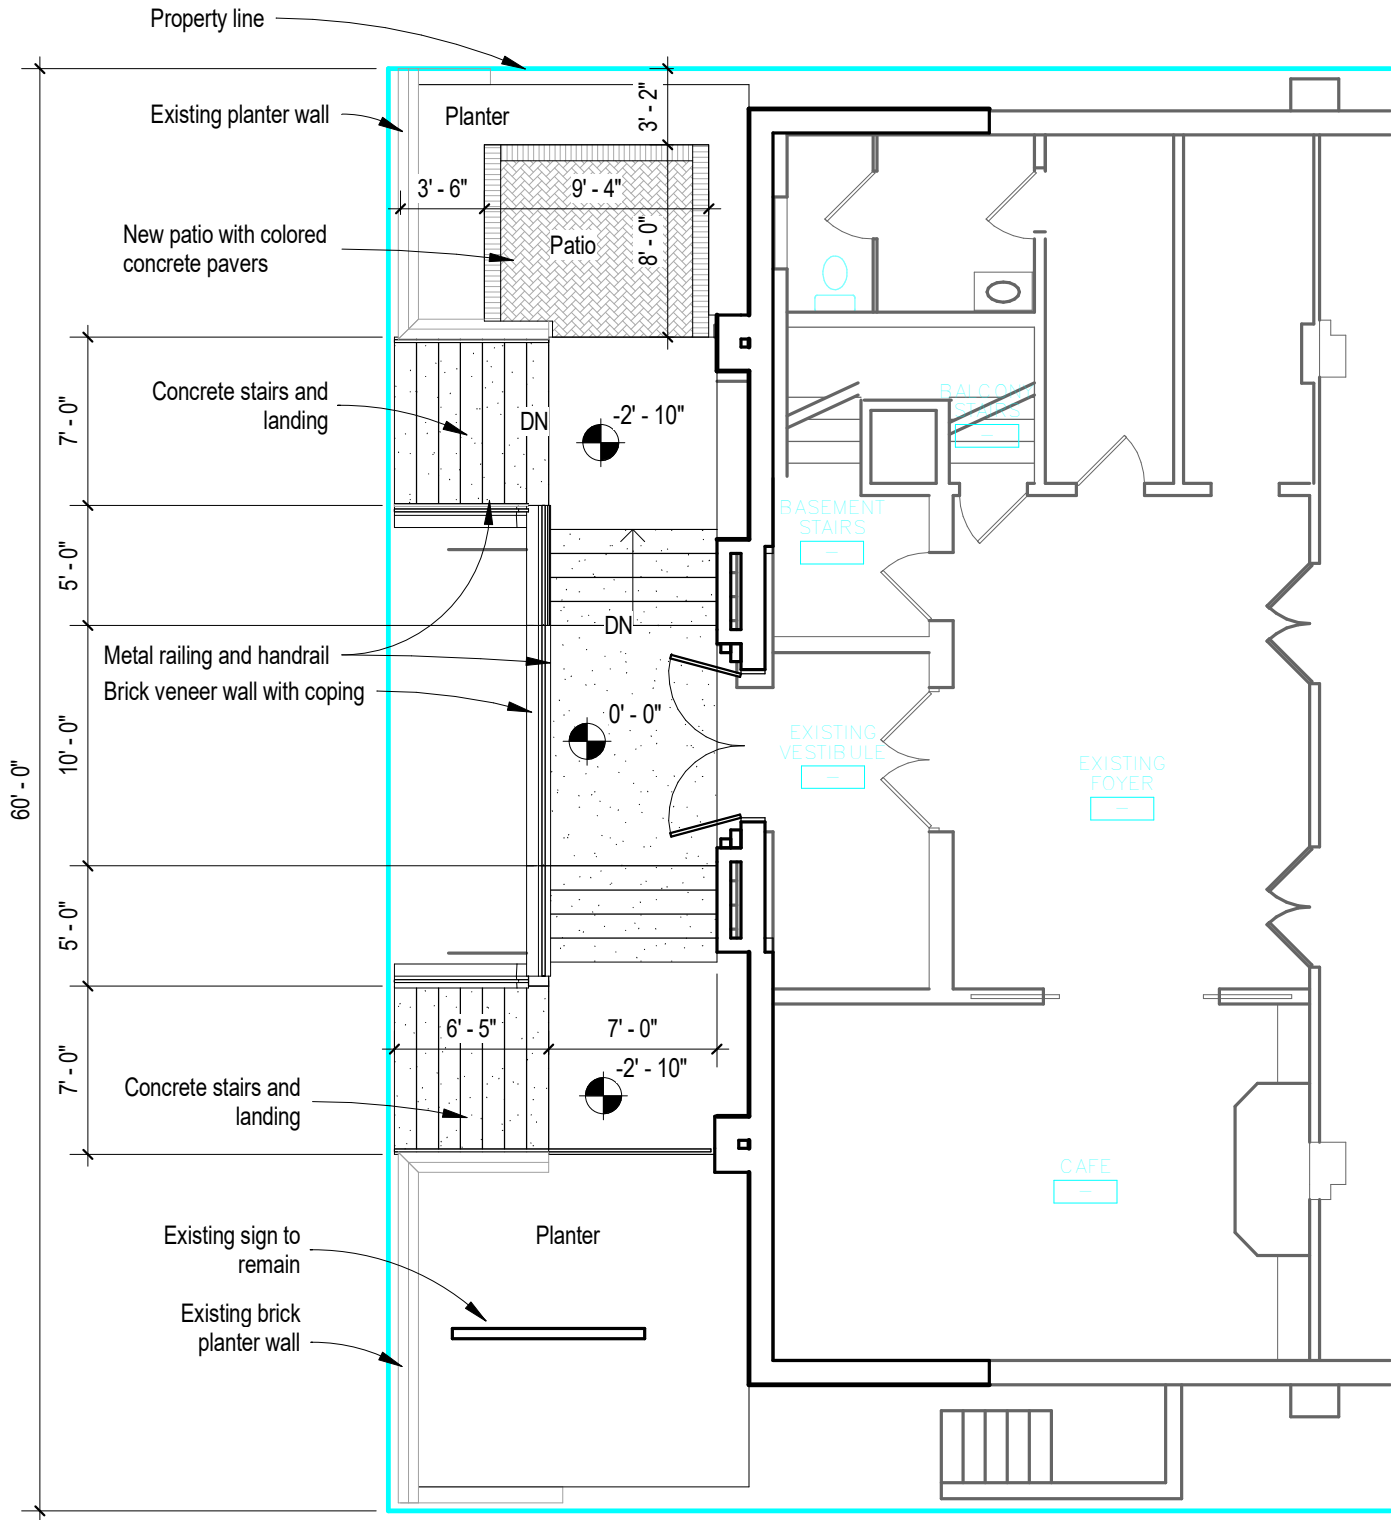 Property line
Existing planter wall
Planter
3' - 2"
3' - 6"
9' - 4"
New patio with colored
concrete pavers
Patio
8' - 0"
Concrete stairs and
landing
7' - 0"
DN
-2' - 10"
BALCONY
STAIRS
BASEMENT
STAIRS
5' - 0"
DN
Metal railing and handrail
Brick veneer wall with coping
0' - 0"
10' - 0"
EXISTING
VESTIBULE
EXISTING
FOYER
60' - 0"
5' - 0"
6' - 5"
7' - 0"
7' - 0"
-2' - 10"
Concrete stairs and
landing
CAFE
Existing sign to
remain
Planter
Existing brick
planter wall